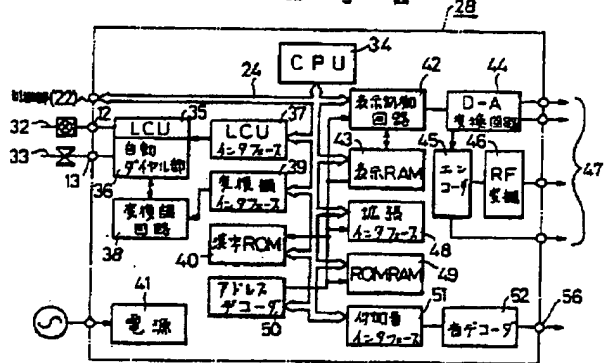 28
34
CPU
24
42
表示制御
回路
44
D-A
変換回路
(22)
12
35
37
32
LCU
LCU
インタフェース
自動
ダイヤル部
33
13
36
39
43
表示RAM
45
エン
コーダ
46
RF
変調
47
変復調
回路
38
変復調
インタフェース
漢字ROM
40
拡張
インタフェース
48
ROMRAM
49
41
電源
アドレス
デコーダ
50
付加音
インタフェース
51
52
音デコーダ
56